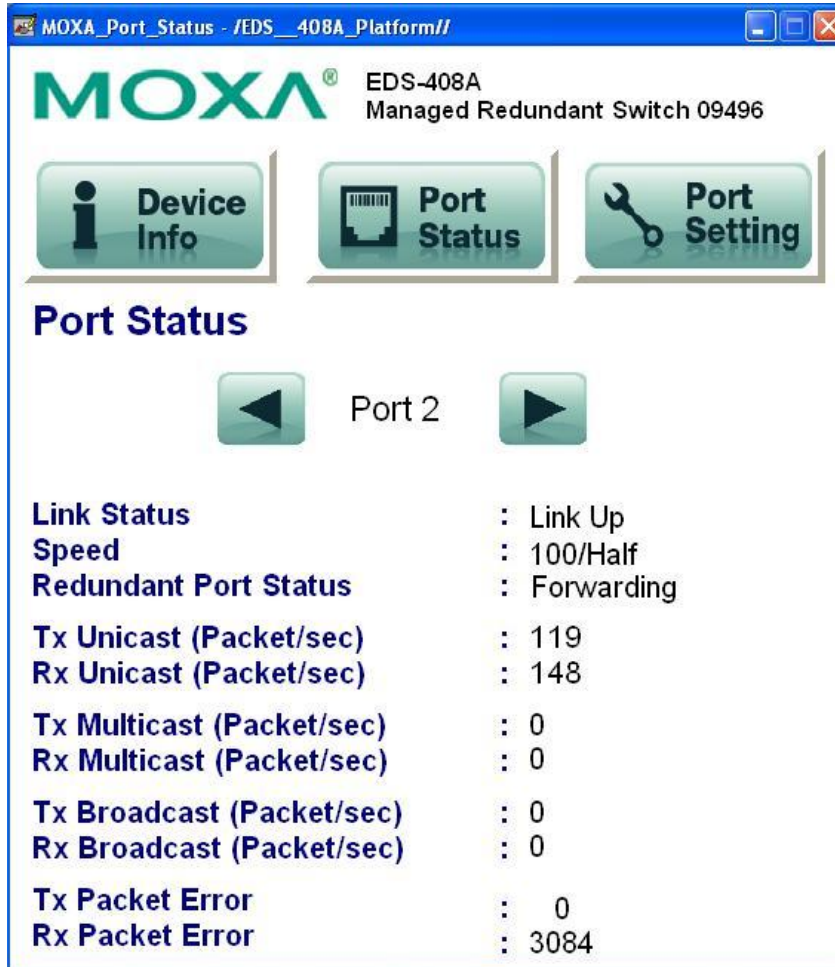 MOXA_Port_Status - /EDS__408A_Platform//
MOXA®
EDS-408A
Managed Redundant Switch 09496
Device Info
Port Status
Port Setting
Port Status
Port 2
Link Status : Link Up
Speed : 100/Half
Redundant Port Status : Forwarding
Tx Unicast (Packet/sec) : 119
Rx Unicast (Packet/sec) : 148
Tx Multicast (Packet/sec) : 0
Rx Multicast (Packet/sec) : 0
Tx Broadcast (Packet/sec) : 0
Rx Broadcast (Packet/sec) : 0
Tx Packet Error : 0
Rx Packet Error : 3084